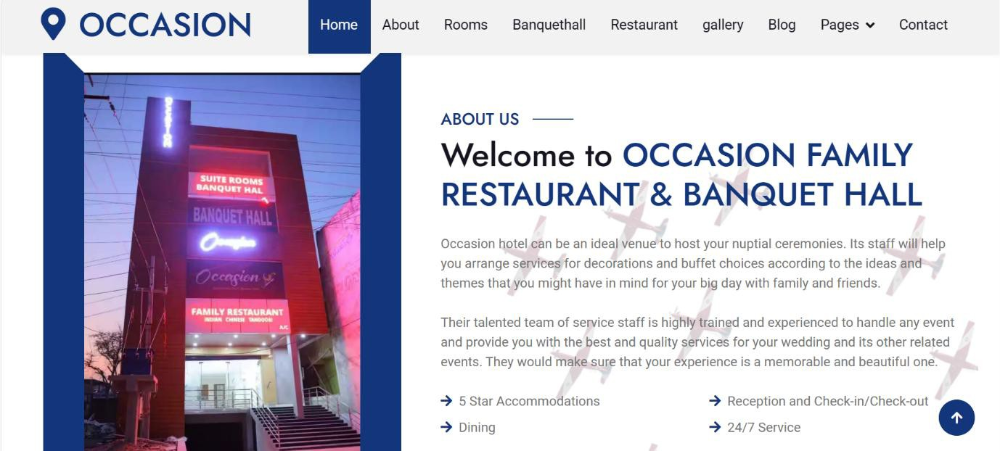 OCCASION
Home About Rooms Banquethall Restaurant gallery Blog Pages Contact
OCCASION
SUITE ROOMS
BANQUET HAL
BANQUET HALL
Occasion
Occasion
FAMILY RESTAURANT
INDIAN CHINESE TANDOORI
A/C
ABOUT US
Welcome to OCCASION FAMILY
RESTAURANT & BANQUET HALL
Occasion hotel can be an ideal venue to host your nuptial ceremonies. Its staff will help
you arrange services for decorations and buffet choices according to the ideas and
themes that you might have in mind for your big day with family and friends.
Their talented team of service staff is highly trained and experienced to handle any event
and provide you with the best and quality services for your wedding and its other related
events. They would make sure that your experience is a memorable and beautiful one.
5 Star Accommodations
Reception and Check-in/Check-out
Dining
24/7 Service